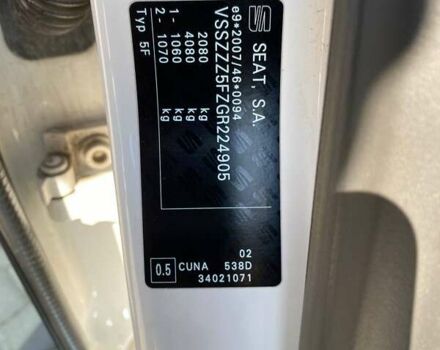 SEAT, S.A.
e9*2007/46*0094
VSSZZZ5FZGR224905
2080 kg
4080 kg
1- 1060 kg
2- 1070 kg
Typ 5F
02
0.5 CUNA 538D
34021071